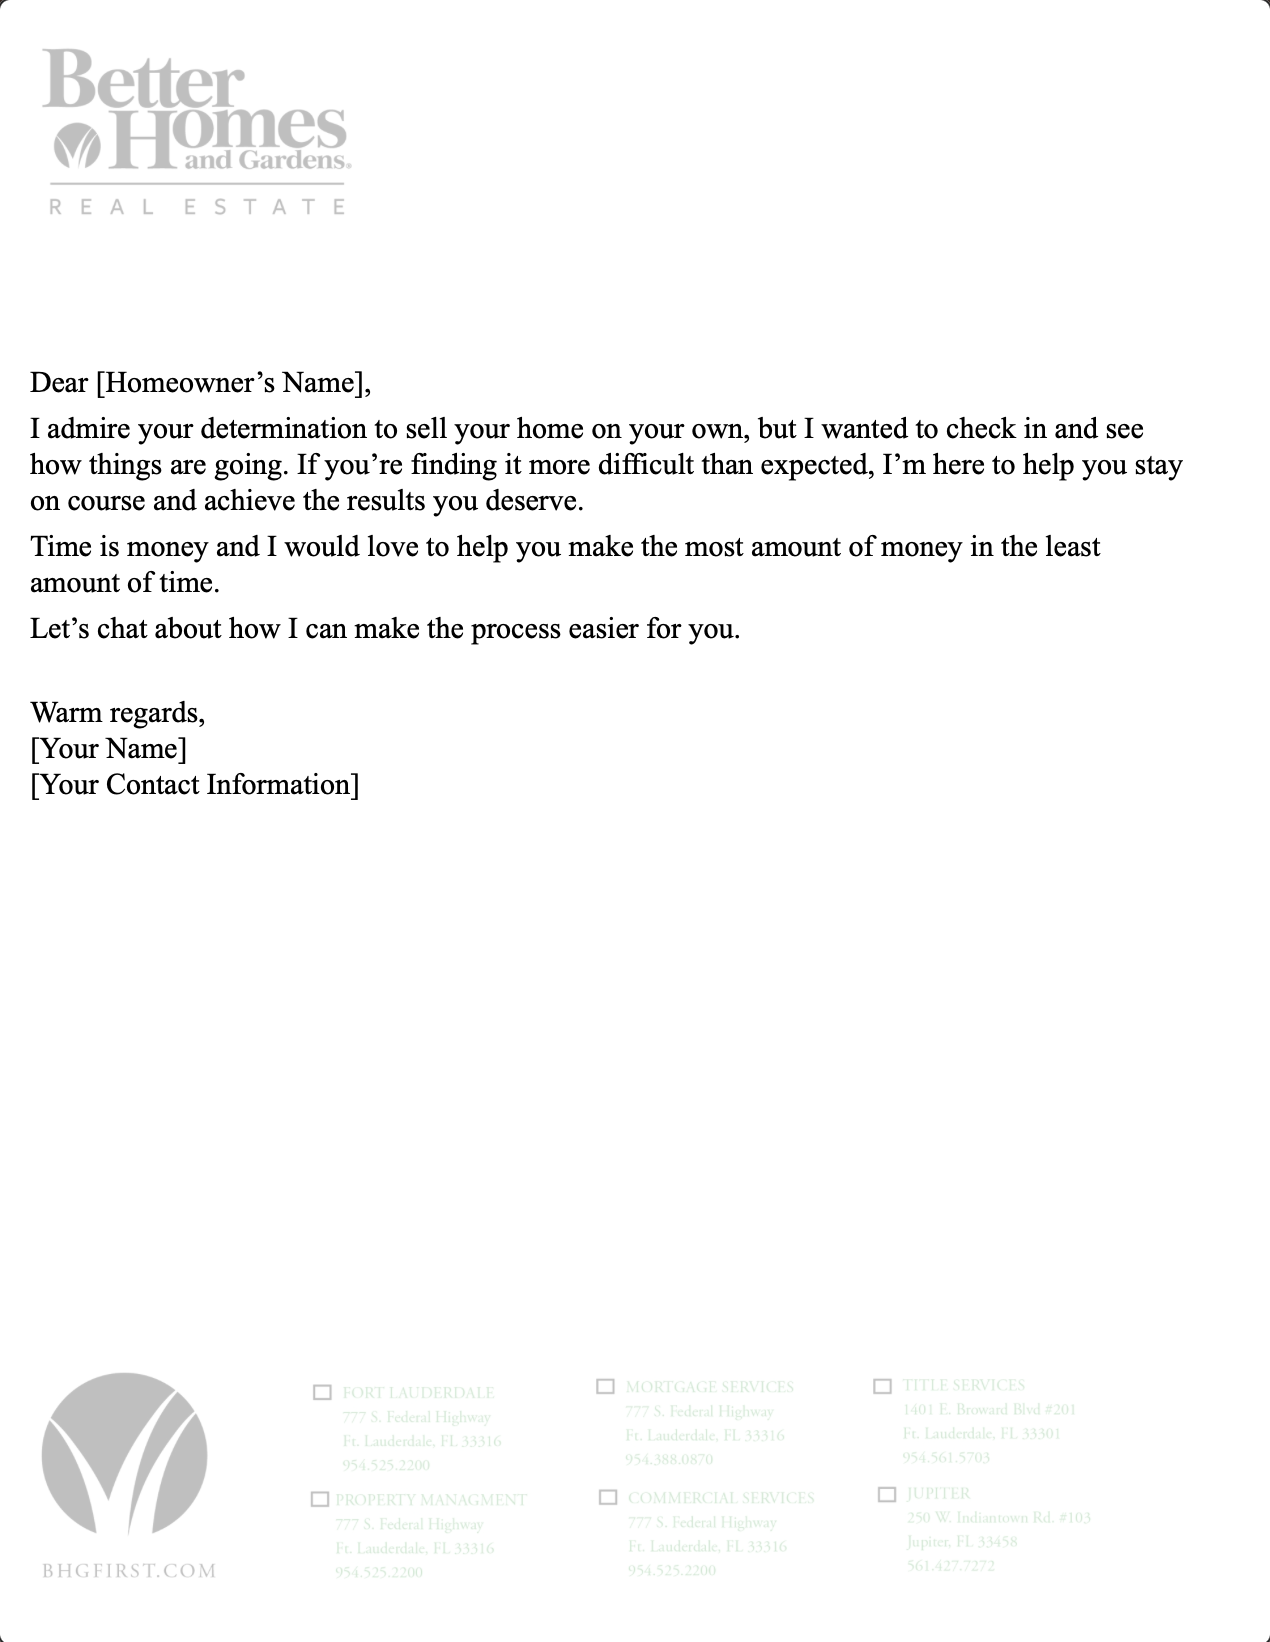 Better
Homes
and Gardens.
REAL ESTATE
Dear [Homeowner’s Name],
I admire your determination to sell your home on your own, but I wanted to check in and see
how things are going. If you’re finding it more difficult than expected, I’m here to help you stay
on course and achieve the results you deserve.
Time is money and I would love to help you make the most amount of money in the least
amount of time.
Let’s chat about how I can make the process easier for you.
Warm regards,
[Your Name]
[Your Contact Information]
BHGFIRST.COM
FORT LAUDERDALE
777 S. Federal Highway
Ft. Lauderdale, FL 33316
954.525.2200
PROPERTY MANAGMENT
777 S. Federal Highway
Ft. Lauderdale, FL 33316
954.525.2200
MORTGAGE SERVICES
777 S. Federal Highway
Ft. Lauderdale, FL 33316
954.388.0870
COMMERCIAL SERVICES
777 S. Federal Highway
Ft. Lauderdale, FL 33316
954.525.2200
TITLE SERVICES
1401 E. Broward Blvd #201
Ft. Lauderdale, FL 33301
954.561.5703
JUPITER
250 W. Indiantown Rd. #103
Jupiter, FL 33458
561.427.7272